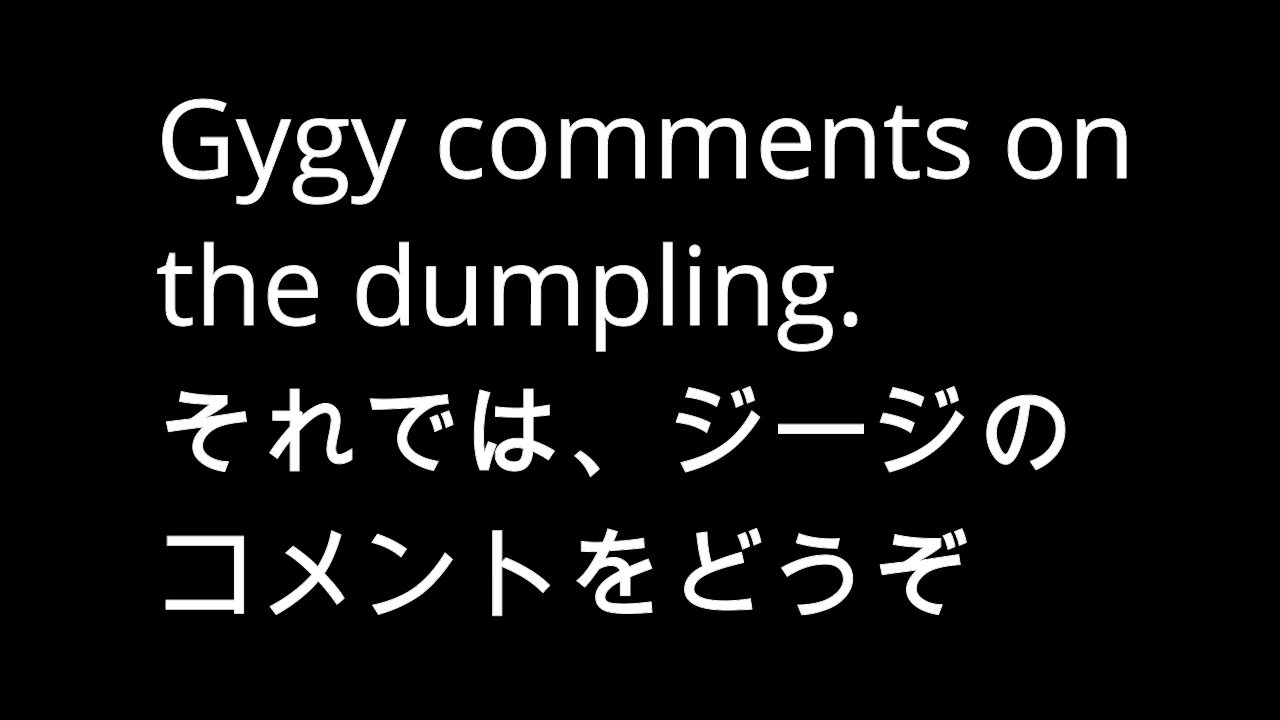 Gygy comments on
the dumpling.
それでは、ジージの
コメントをどうぞ